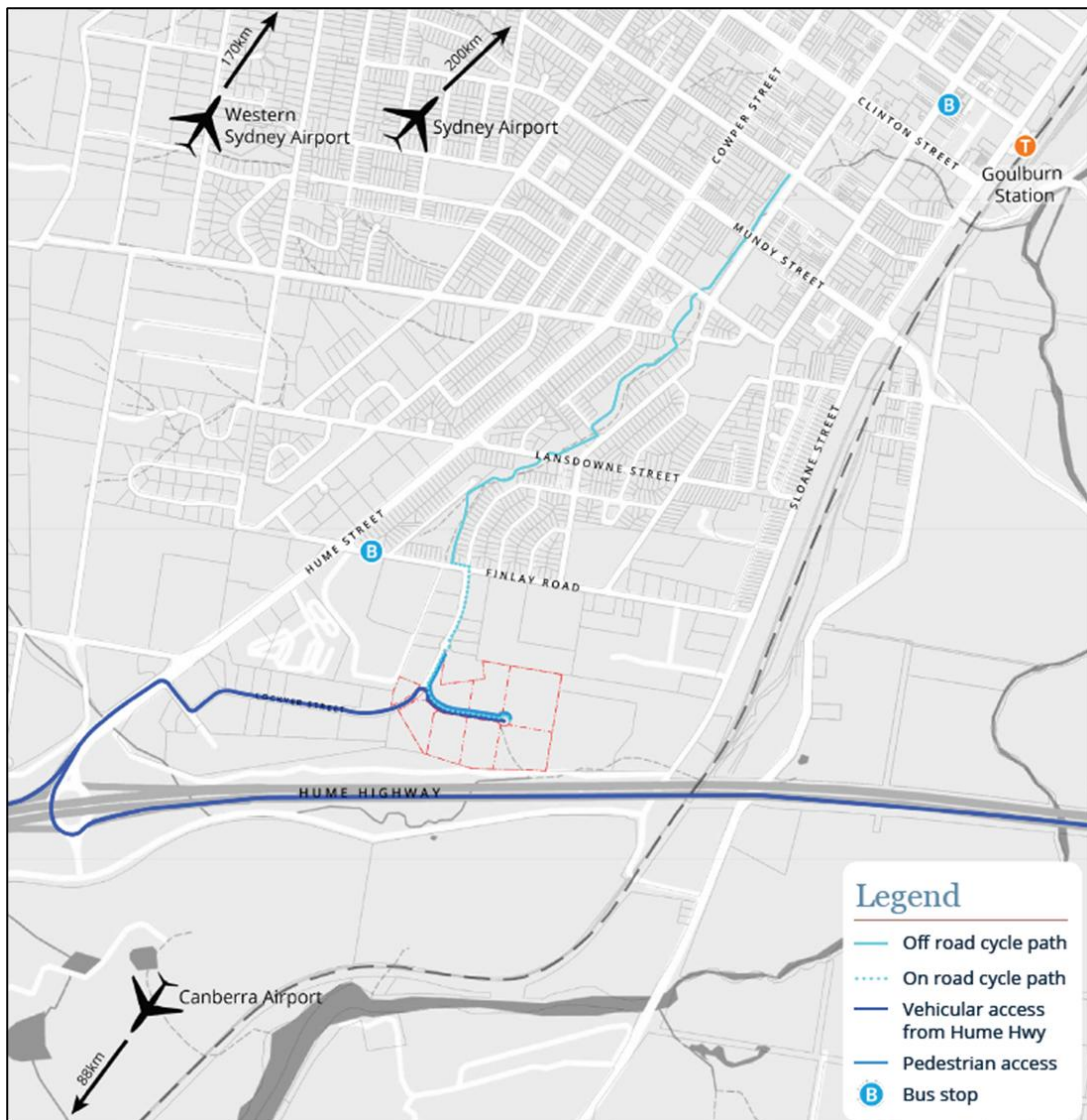 170km
Western
Sydney Airport
200km
Sydney Airport
COWPER STREET
CLINTON STREET
B
T
Goulburn
Station
MUNDY STREET
LANSDOWNE STREET
SLOANE STREET
HUME STREET
B
FINLAY ROAD
LOCKYER STREET
HUME HIGHWAY
Canberra Airport
88km
Legend
Off road cycle path
On road cycle path
Vehicular access
from Hume Hwy
Pedestrian access
B
Bus stop